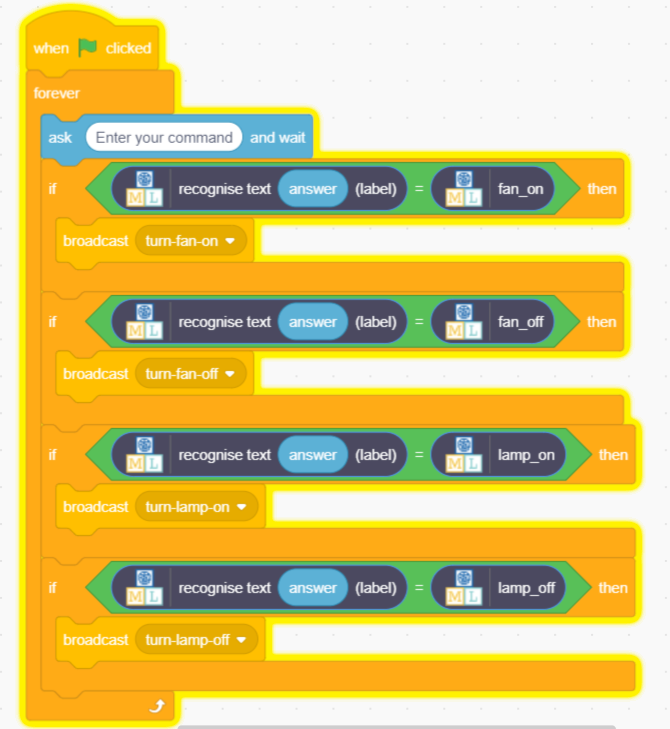 when clicked
forever
ask Enter your command and wait
if ML recognise text answer (label) = ML fan_on then
broadcast turn-fan-on
if ML recognise text answer (label) = ML fan_off then
broadcast turn-fan-off
if ML recognise text answer (label) = ML lamp_on then
broadcast turn-lamp-on
if ML recognise text answer (label) = ML lamp_off then
broadcast turn-lamp-off